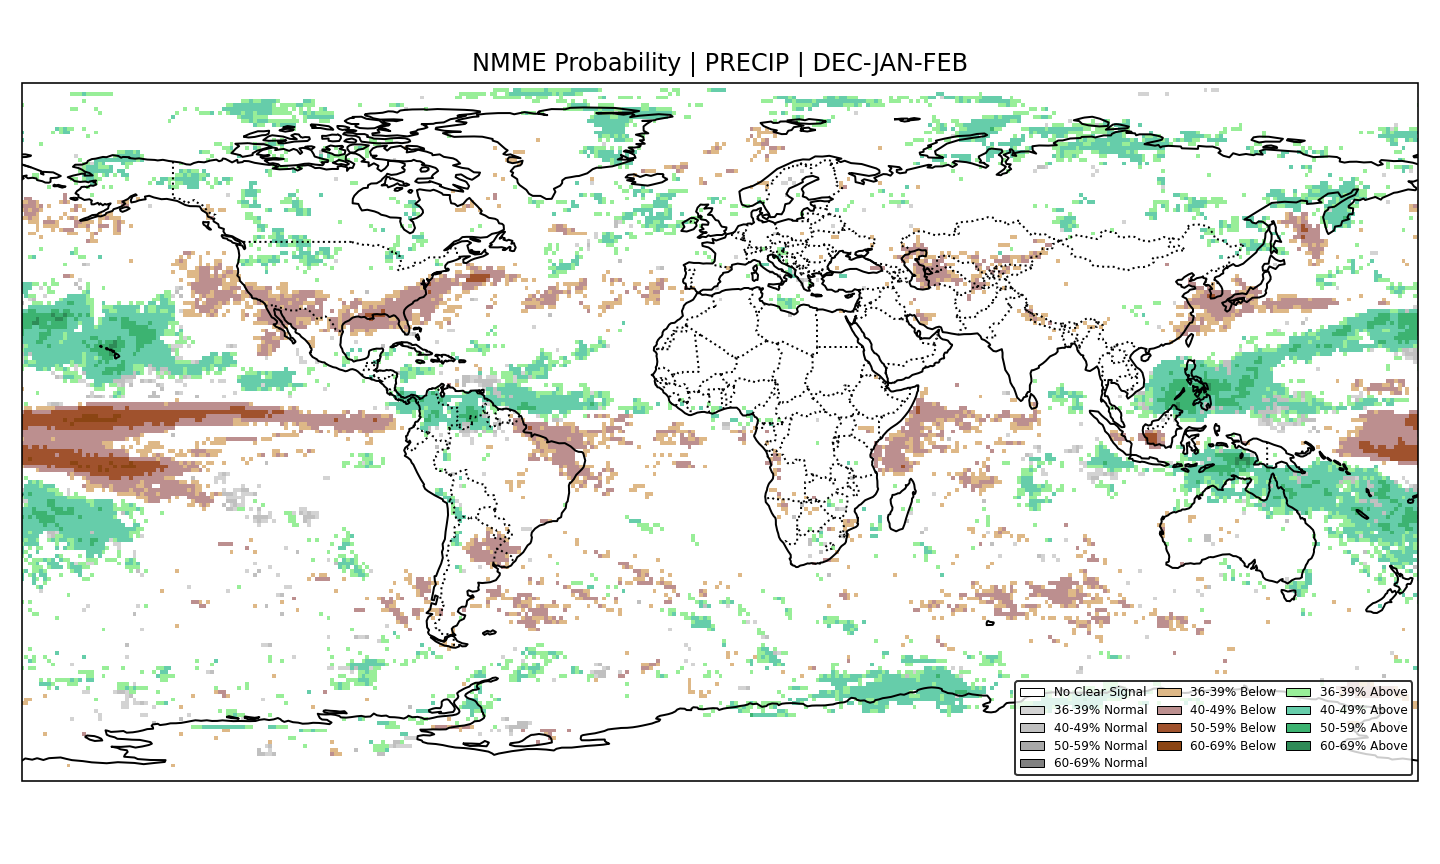 NMME Probability | PRECIP | DEC-JAN-FEB
No Clear Signal
36-39% Normal
40-49% Normal
50-59% Normal
60-69% Normal
36-39% Below
40-49% Below
50-59% Below
60-69% Below
36-39% Above
40-49% Above
50-59% Above
60-69% Above